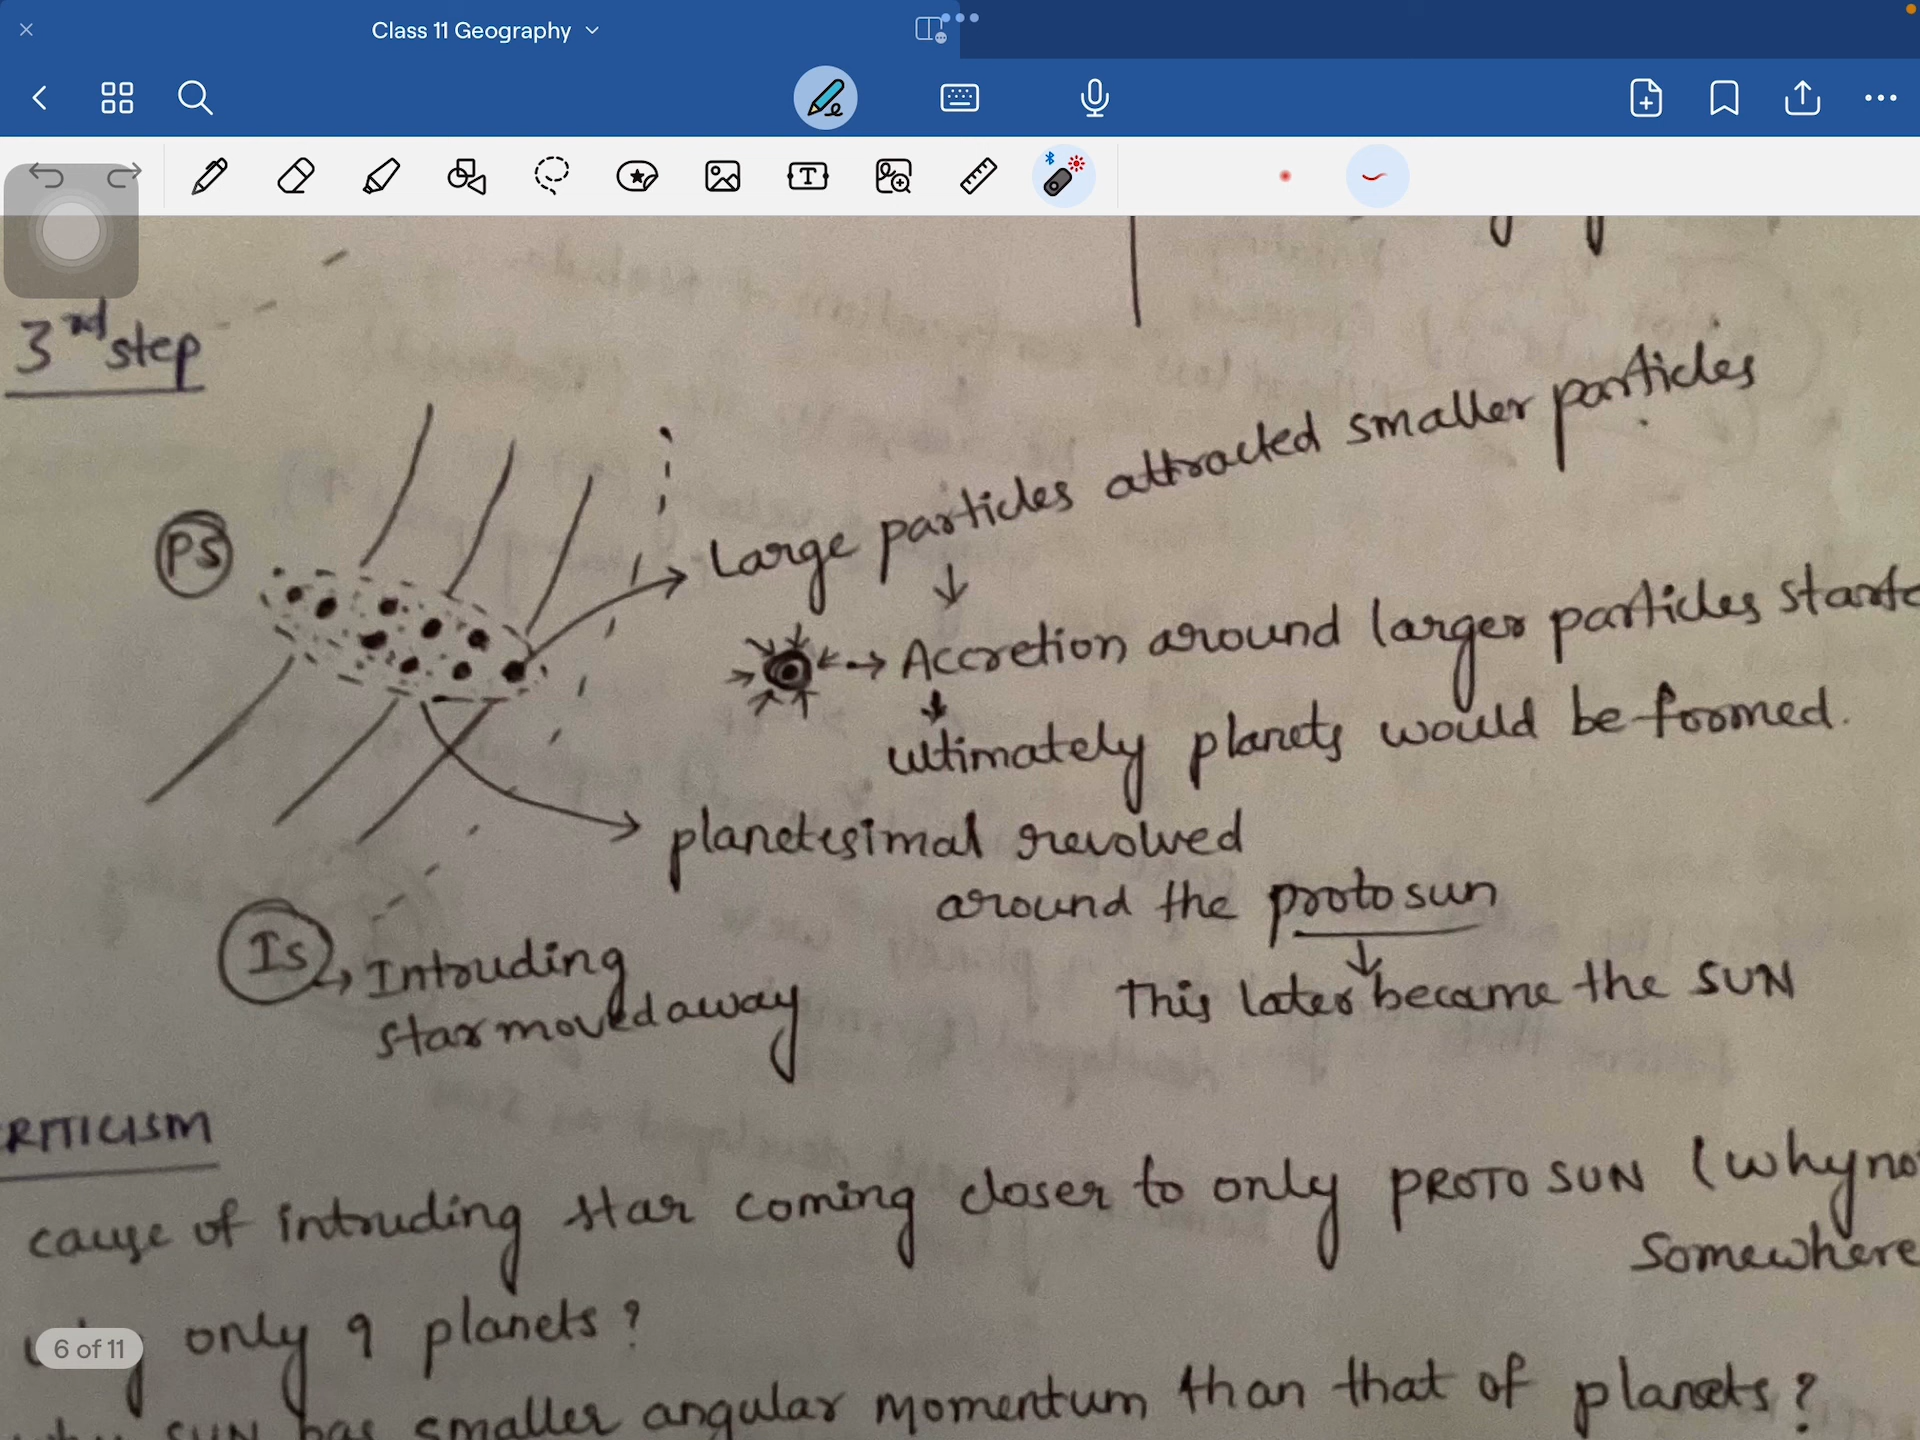 Class 11 Geography
3rd step
Large particles attracted smaller particles
PS
Accretion around larger particles
ultimately planets would be formed.
planetesimal revolved
around the protosun
IS
Intruding
star moved away
This later became the SUN
RITICISM
cause of intruding star coming closer to only PROTO SUN (why
Somewhere
only 9 planets?
6 of 11
SUN has smaller angular momentum than that of planets?